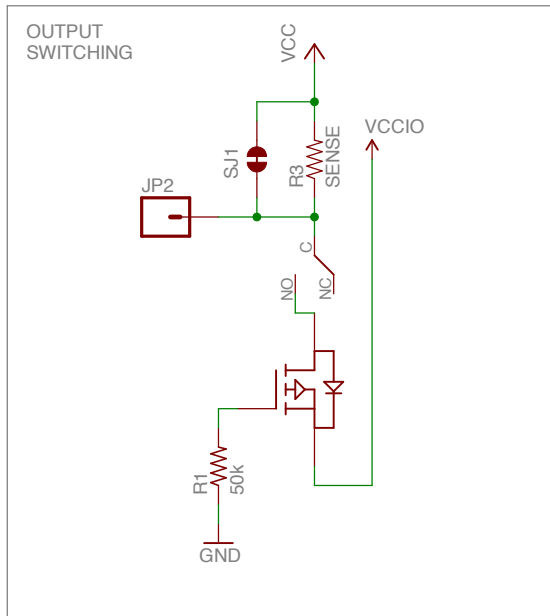 OUTPUT
SWITCHING
VCC
VCCIO
SJ1
R3
SENSE
JP2
C
NO
NC
R1
50k
GND